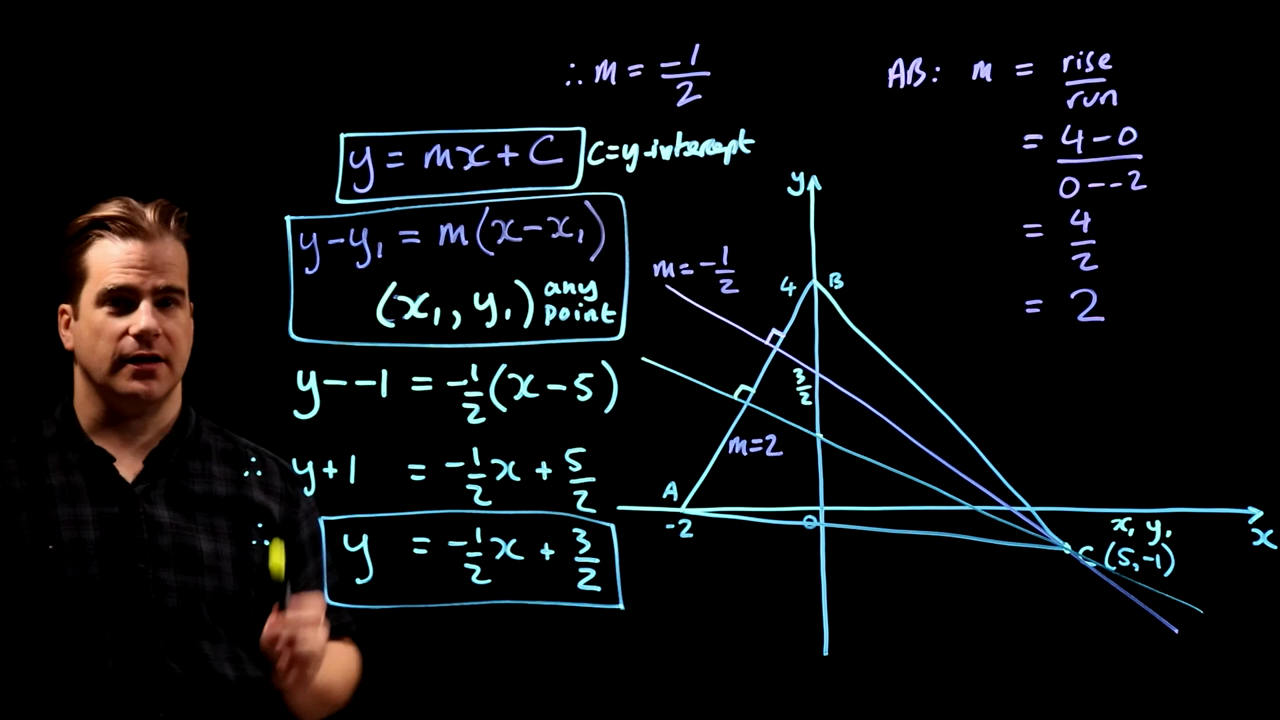 ∴ m = -1/2
y = mx + C C=y-intercept
y-y₁ = m(x-x₁)
(x₁, y₁) any point
y--1 = -1/2(x-5)
∴ y+1 = -1/2x + 5/2
∴ y = -1/2x + 3/2
AB: m = rise/run
= 4-0/0--2
= 4/2
= 2
y
m=-1/2
4 B
3/2
m=2
A
-2
0
x₁ y₁
x
C (5,-1)